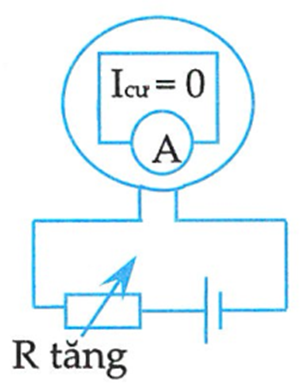 Icư = 0
A
R tăng